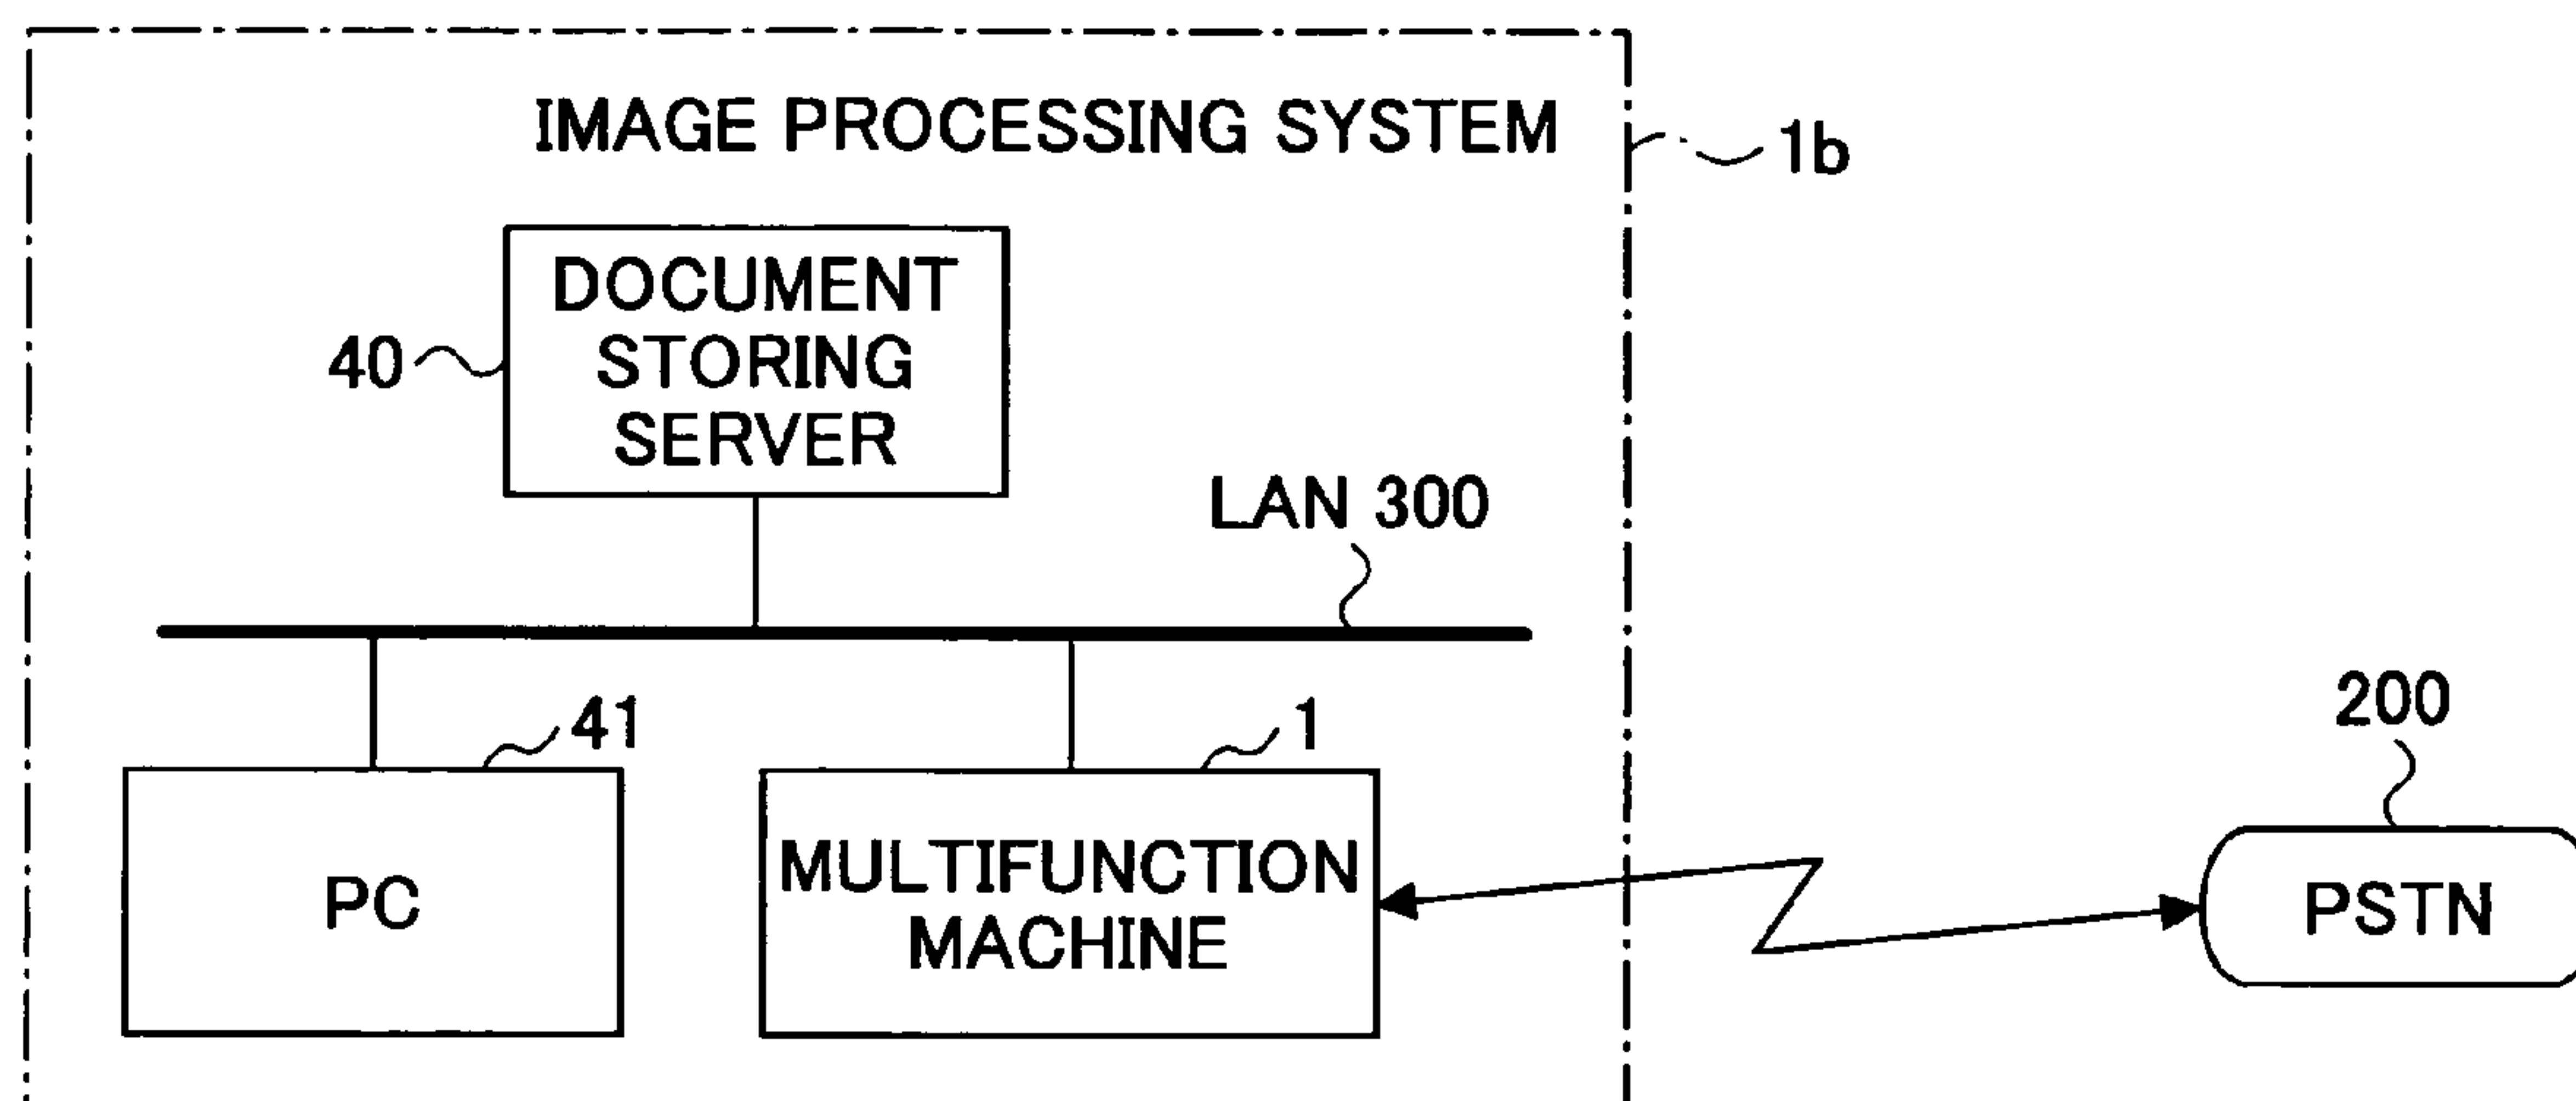 IMAGE PROCESSING SYSTEM
1b
DOCUMENT
STORING
SERVER
40
LAN 300
41
1
200
PC
MULTIFUNCTION
MACHINE
PSTN